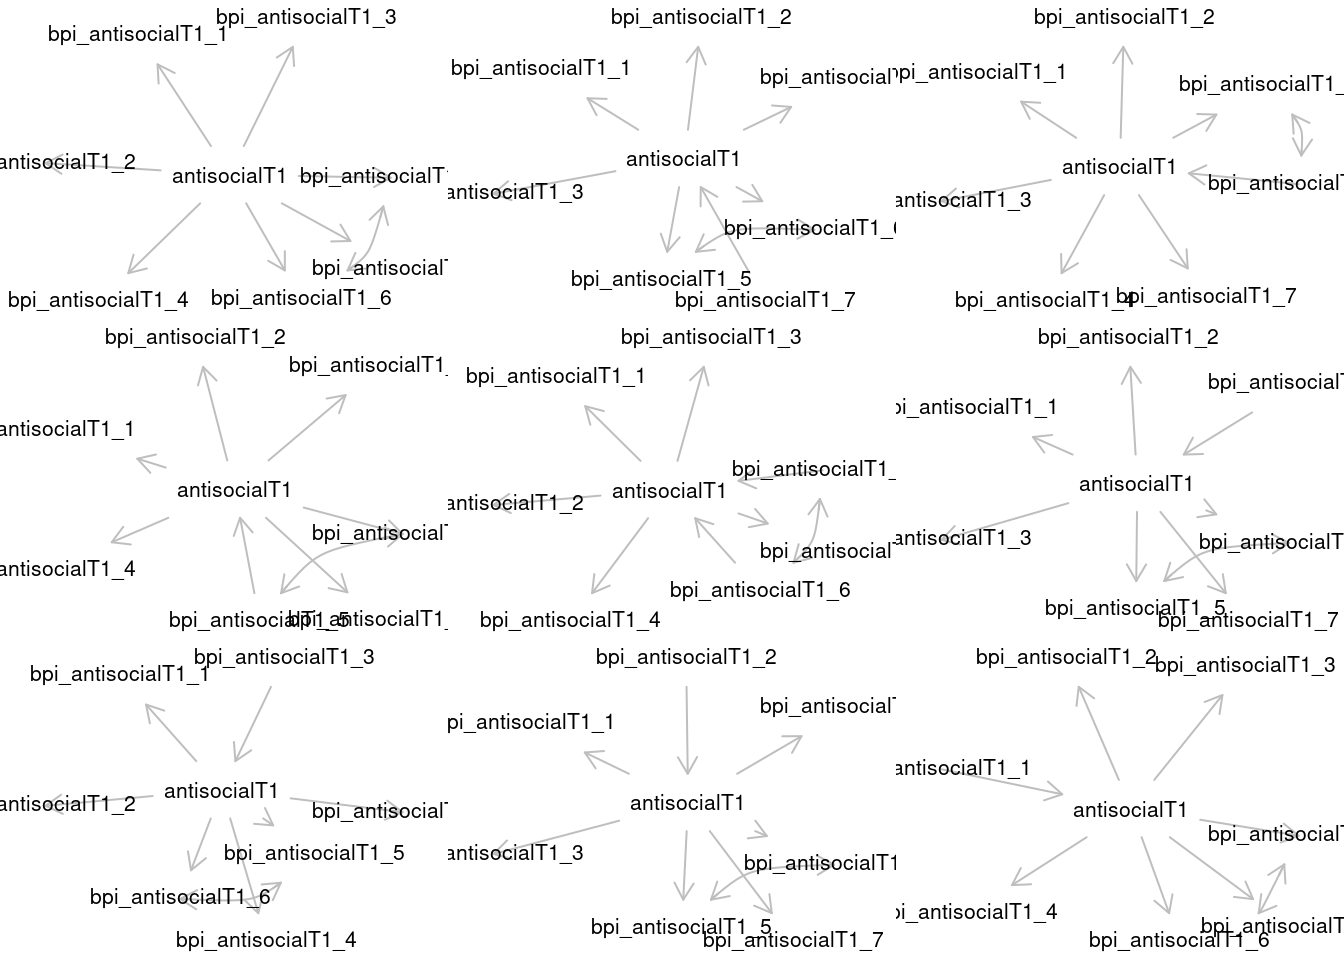 bpi_antisocialT1_3
bpi_antisocialT1_1
antisocialT1_2
antisocialT1
bpi_antisocialT
bpi_antisocial
bpi_antisocialT1_4
bpi_antisocialT1_6
bpi_antisocialT1_2
bpi_antisocialT1_1
bpi_antisocial
antisocialT1
antisocialT1_3
bpi_antisocialT1_
bpi_antisocialT1_5
bpi_antisocialT1_7
bpi_antisocialT1_2
pi_antisocialT1_1
bpi_antisocialT1_
antisocialT1
bpi_antisocialT
antisocialT1_3
bpi_antisocialT1_4
bpi_antisocialT1_7
bpi_antisocialT1_2
bpi_antisocialT1_
antisocialT1_1
antisocialT1
bpi_antisocial
antisocialT1_4
bpi_antisocialT1_5
bpi_antisocialT1_
bpi_antisocialT1_3
bpi_antisocialT1_1
bpi_antisocialT1_
antisocialT1
antisocialT1_2
bpi_antisocial
bpi_antisocialT1_6
bpi_antisocialT1_4
bpi_antisocialT1_2
bpi_antisocialT
pi_antisocialT1_1
antisocialT1
antisocialT1_3
bpi_antisocialT
bpi_antisocialT1_5
bpi_antisocialT1_7
bpi_antisocialT1_3
bpi_antisocialT1_1
antisocialT1
antisocialT1_2
bpi_antisocial
bpi_antisocialT1_5
bpi_antisocialT1_6
bpi_antisocialT1_4
bpi_antisocialT1_2
bpi_antisocial
pi_antisocialT1_1
antisocialT1
antisocialT1_3
bpi_antisocialT1
bpi_antisocialT1_5
bpi_antisocialT1_7
bpi_antisocialT1_2
bpi_antisocialT1_3
antisocialT1_1
antisocialT1
bpi_antisocialT
pi_antisocialT1_4
bpi_antisocialT
bpi_antisocialT1_6